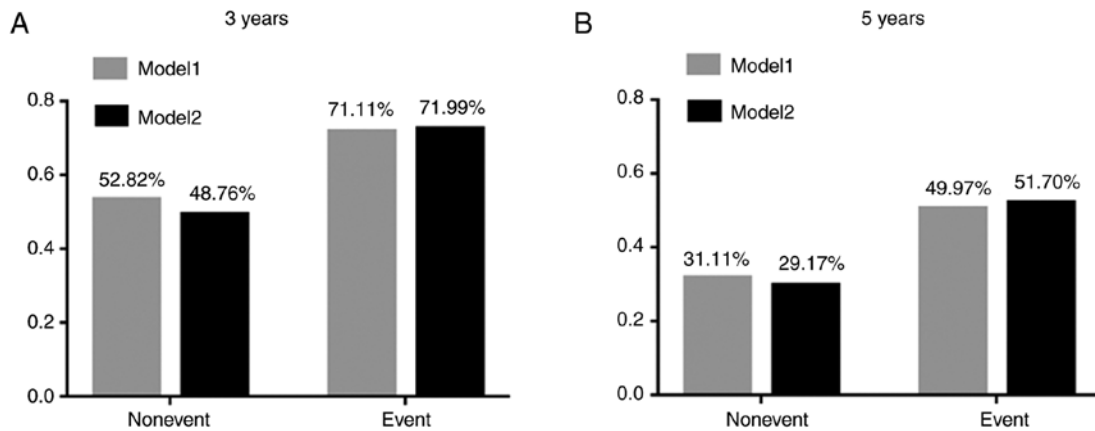 A
3 years
Model1
Model2
0.8
0.6
0.4
0.2
0.0
52.82%
48.76%
71.11%
71.99%
Nonevent
Event
B
5 years
Model1
Model2
0.8
0.6
0.4
0.2
0.0
31.11%
29.17%
49.97%
51.70%
Nonevent
Event